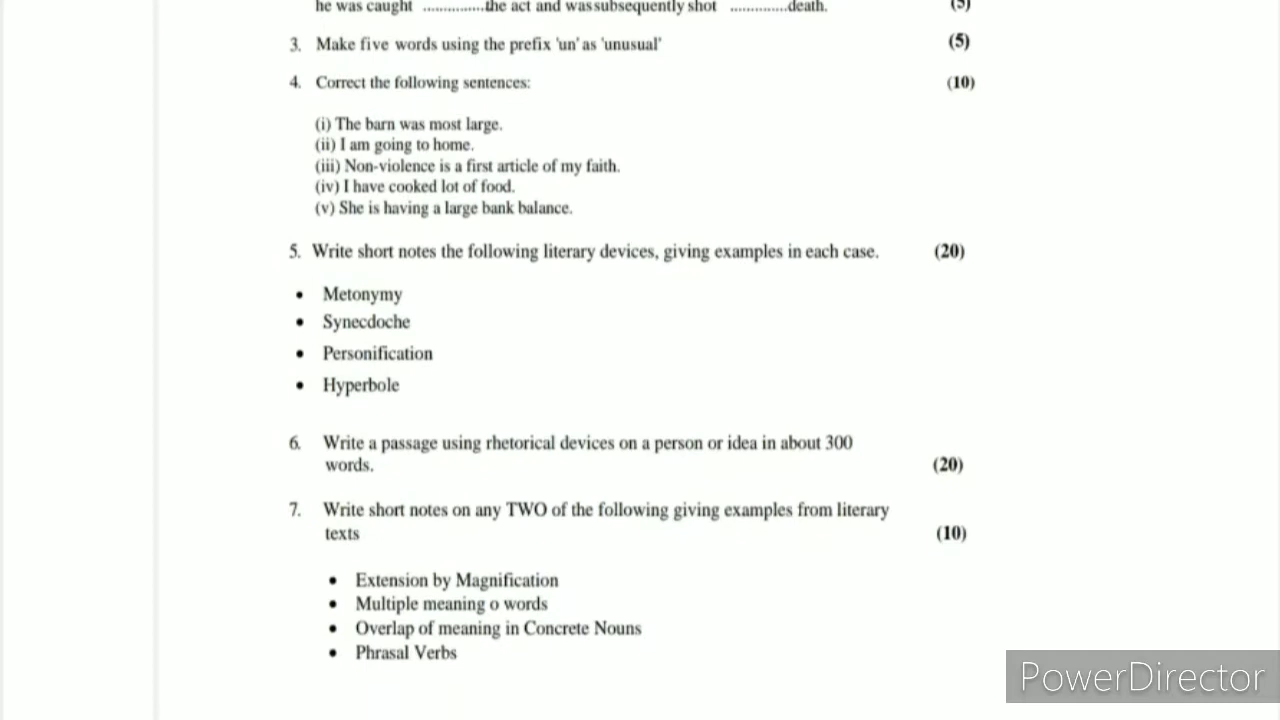 he was caught ..............the act and was subsequently shot .............death. (5)
3. Make five words using the prefix 'un' as 'unusual' (5)
4. Correct the following sentences: (10)
(i) The barn was most large.
(ii) I am going to home.
(iii) Non-violence is a first article of my faith.
(iv) I have cooked lot of food.
(v) She is having a large bank balance.
5. Write short notes the following literary devices, giving examples in each case. (20)
• Metonymy
• Synecdoche
• Personification
• Hyperbole
6. Write a passage using rhetorical devices on a person or idea in about 300
words. (20)
7. Write short notes on any TWO of the following giving examples from literary
texts (10)
• Extension by Magnification
• Multiple meaning o words
• Overlap of meaning in Concrete Nouns
• Phrasal Verbs
PowerDirector